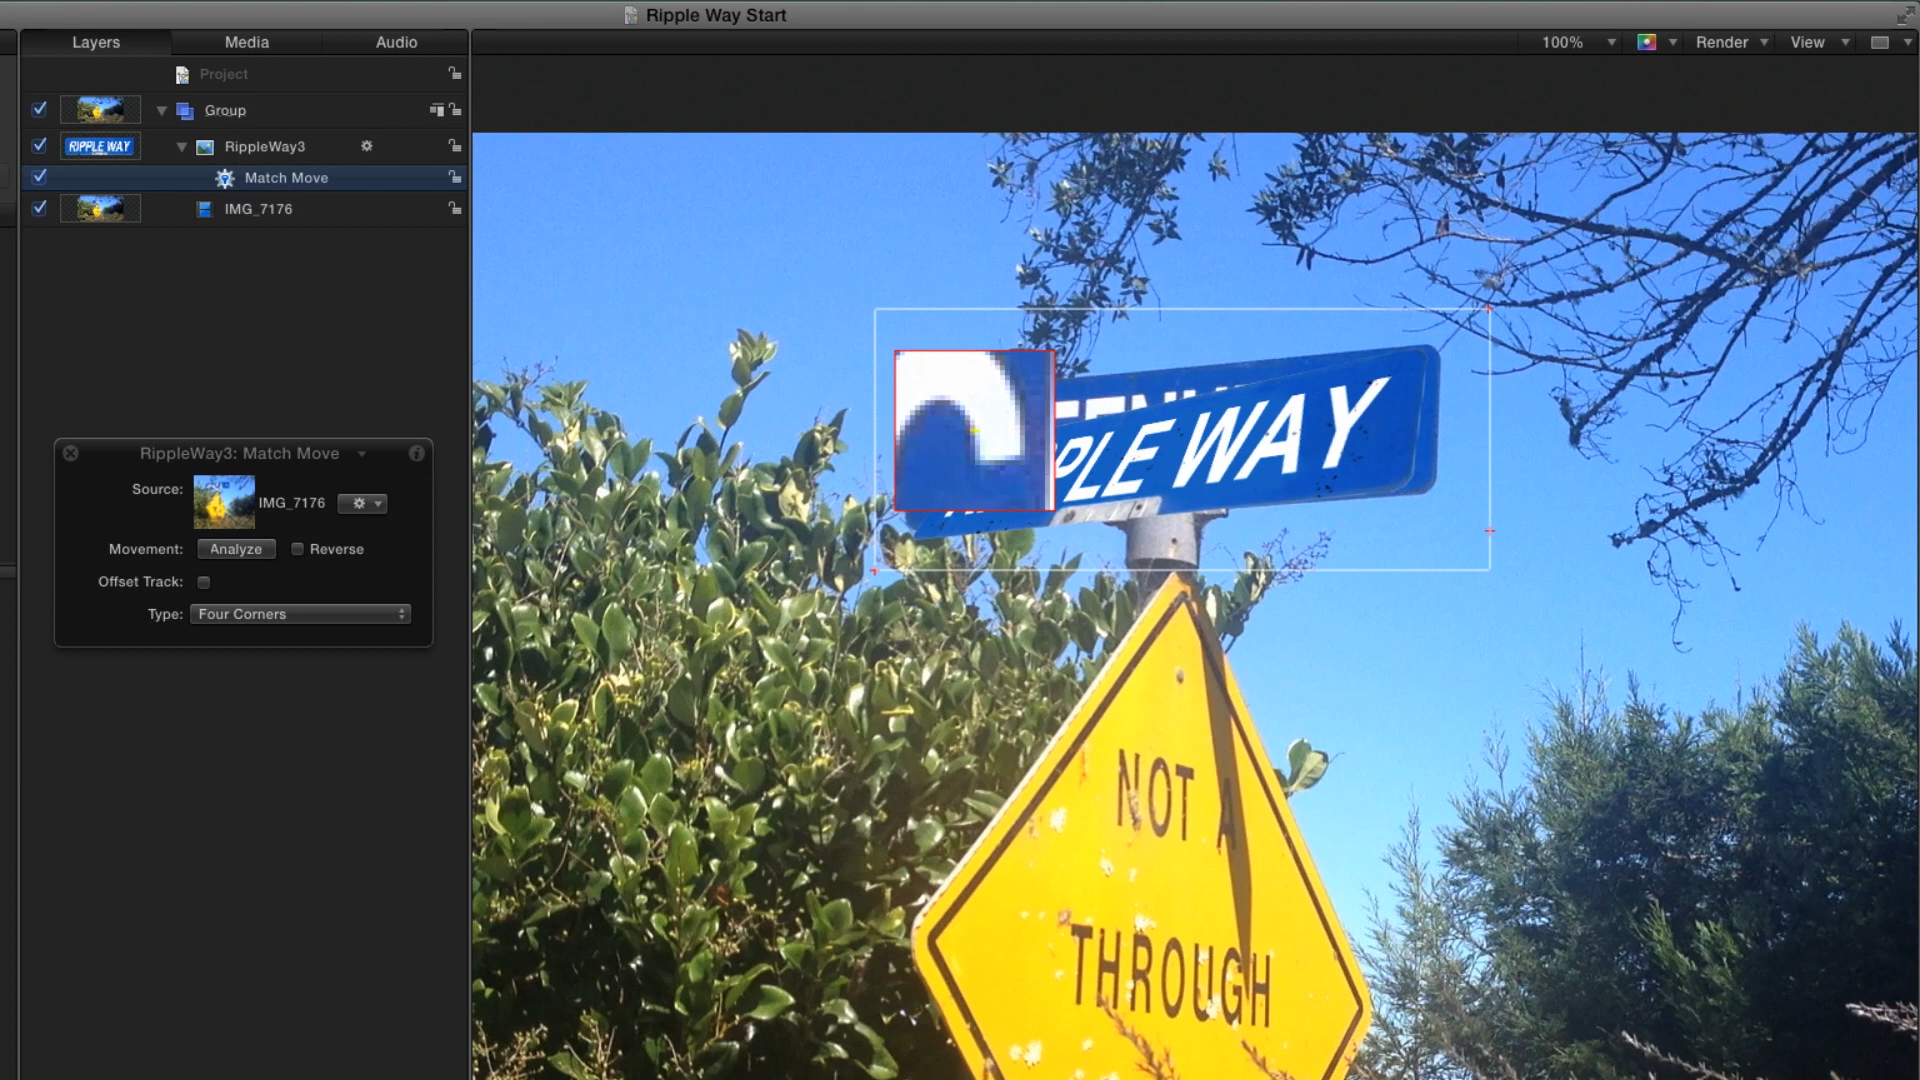 Ripple Way Start
Layers Media Audio
100% Render View
Project
Group
RIPPLE WAY RippleWay3
Match Move
IMG_7176
RippleWay3: Match Move
Source: IMG_7176
Movement: Analyze Reverse
Offset Track:
Type: Four Corners
PLE WAY
NOT A
THROUGH